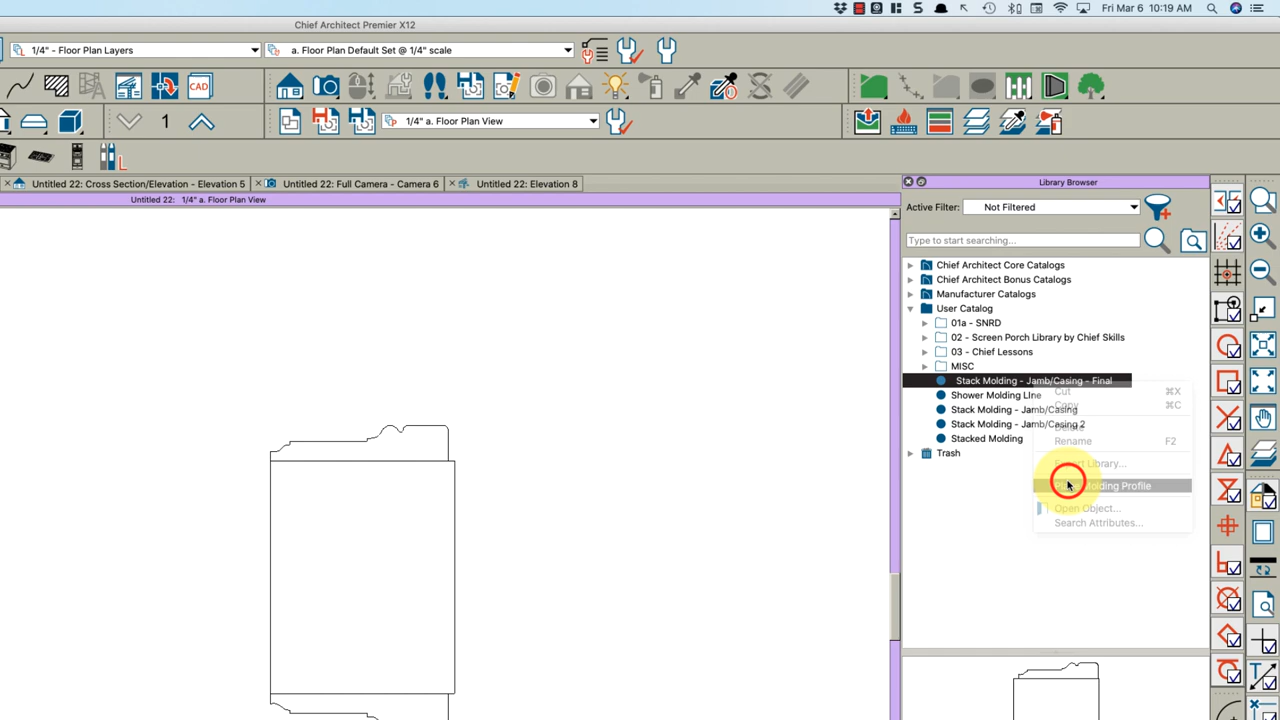 Fri Mar 6 10:19 AM
Chief Architect Premier X12
1/4" - Floor Plan Layers
a. Floor Plan Default Set @ 1/4" scale
CAD
1
1/4" a. Floor Plan View
L
Untitled 22: Cross Section/Elevation - Elevation 5
Untitled 22: Full Camera - Camera 6
Untitled 22: Elevation 8
Untitled 22: 1/4" a. Floor Plan View
Library Browser
Active Filter:
Not Filtered
Type to start searching...
Chief Architect Core Catalogs
Chief Architect Bonus Catalogs
Manufacturer Catalogs
User Catalog
01a - SNRD
02 - Screen Porch Library by Chief Skills
03 - Chief Lessons
MISC
Stack Molding - Jamb/Casing - Final
Cut ⌘X
Shower Molding LIne
Copy ⌘C
Stack Molding - Jamb/Casing
Stack Molding - Jamb/Casing 2
Delete
Stacked Molding
Rename F2
Trash
Library...
Molding Profile
Open Object...
Search Attributes...